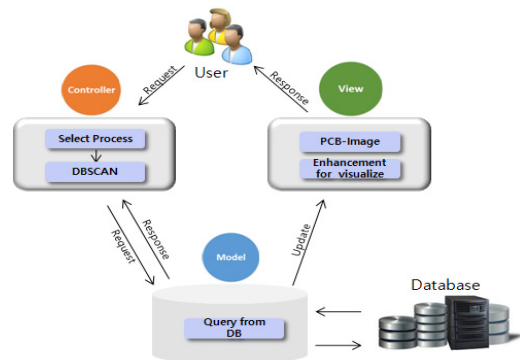 User
Controller
View
Request
Response
Select Process
DBSCAN
PCB-Image
Enhancement
for visualize
Request
Response
Update
Model
Database
Query from
DB